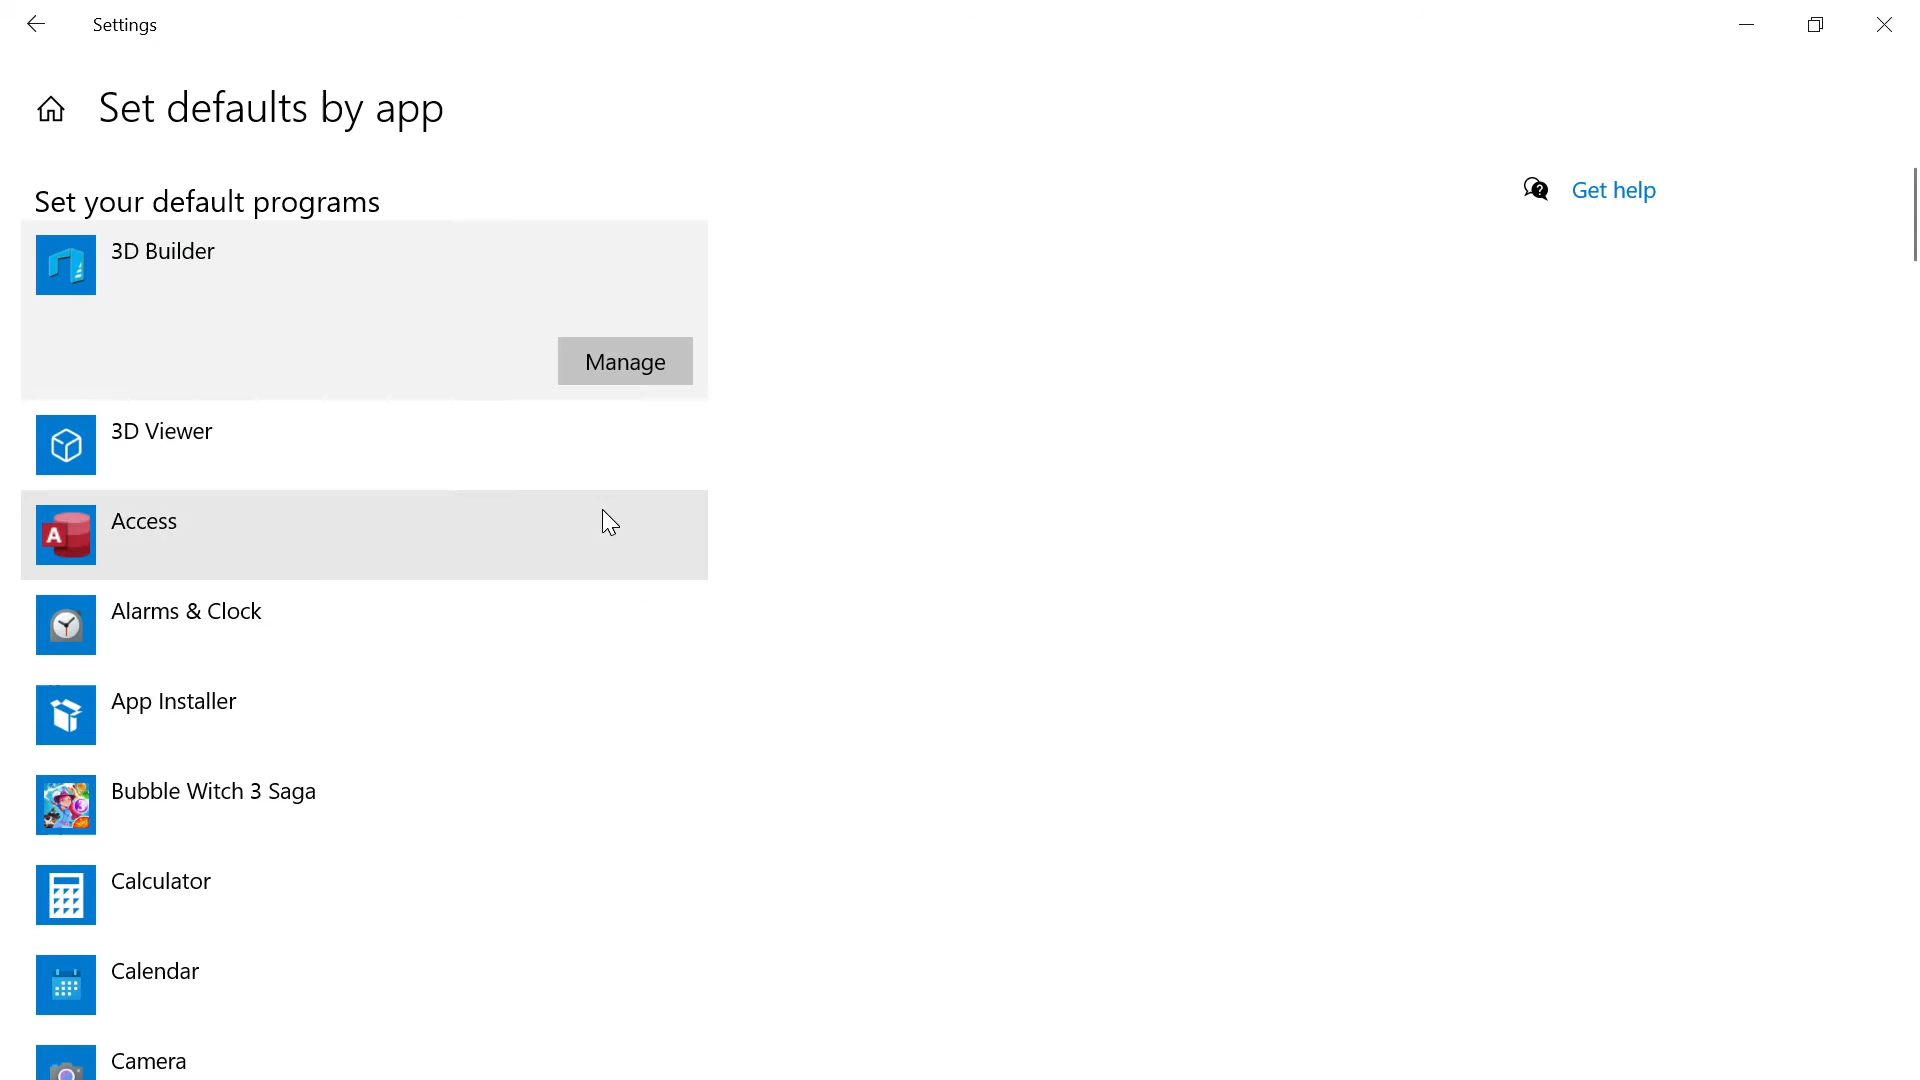 Settings
Set defaults by app
Set your default programs
Get help
3D Builder
Manage
3D Viewer
A
Access
Alarms & Clock
App Installer
Bubble Witch 3 Saga
Calculator
Calendar
Camera